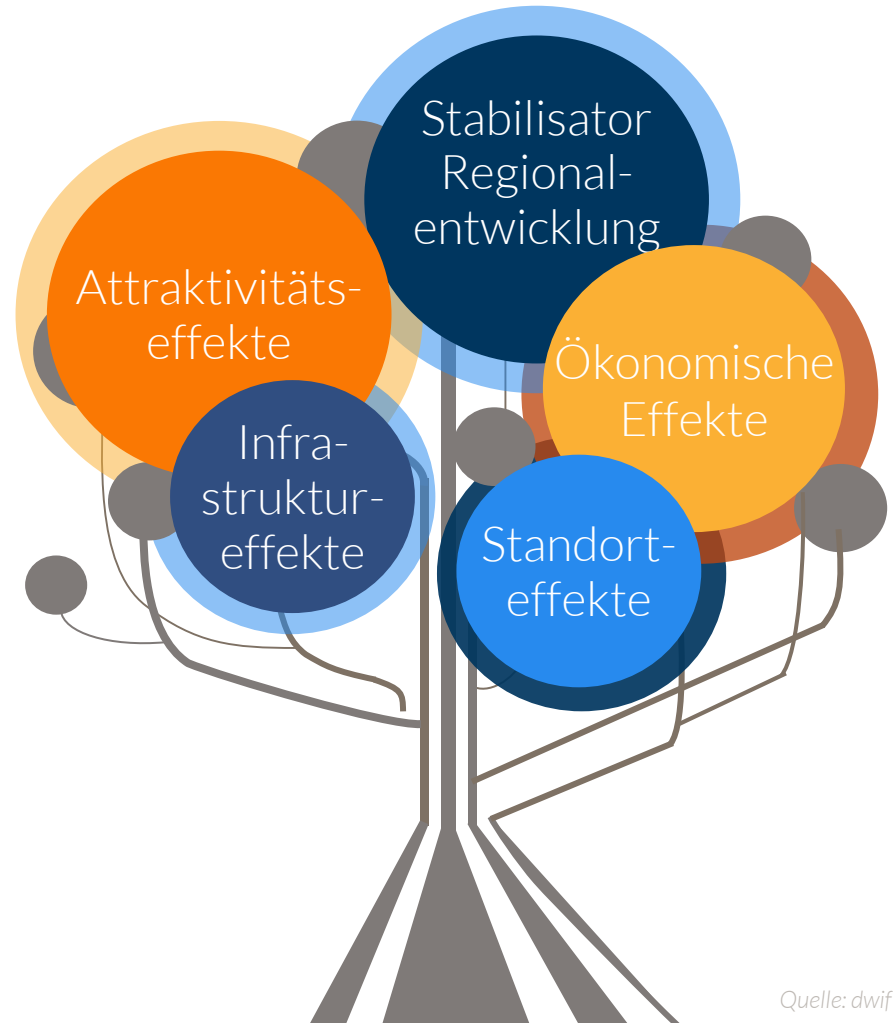 Stabilisator
Regional-
entwicklung
Attraktivitäts-
effekte
Ökonomische
Effekte
Infra-
struktur-
effekte
Standort-
effekte
Quelle: dwif